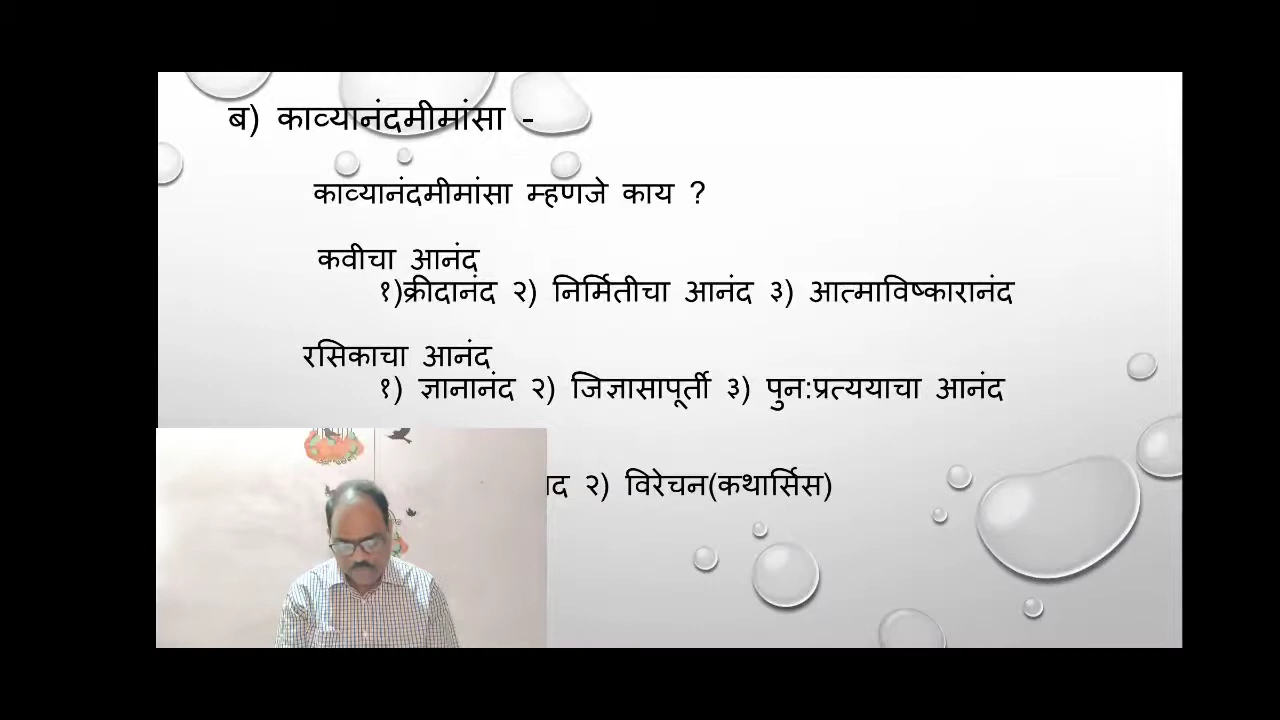 ब) काव्यानंदमीमांसा -
काव्यानंदमीमांसा म्हणजे काय ?
कवीचा आनंद
१)क्रीदानंद २) निर्मितीचा आनंद ३) आत्माविष्कारानंद
रसिकाचा आनंद
१) ज्ञानानंद २) जिज्ञासापूर्ती ३) पुन:प्रत्ययाचा आनंद
२) विरेचन(कथार्सिस)